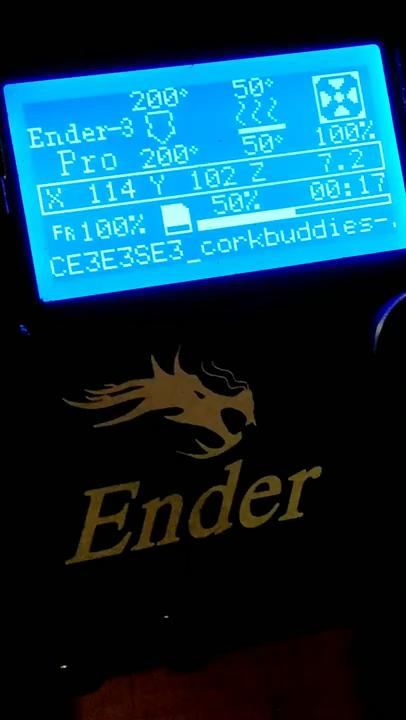 200° 50°
Ender-3
Pro 200° 50° 100%
X 114 Y 102 Z 7.2
FR100% 50% 00:17
CE3E3SE3_corkbuddies-.
Ender